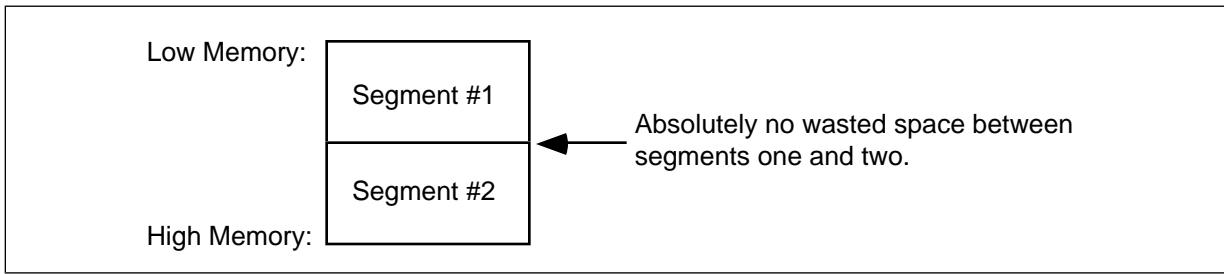 Low Memory:
Segment #1
Absolutely no wasted space between
segments one and two.
Segment #2
High Memory: